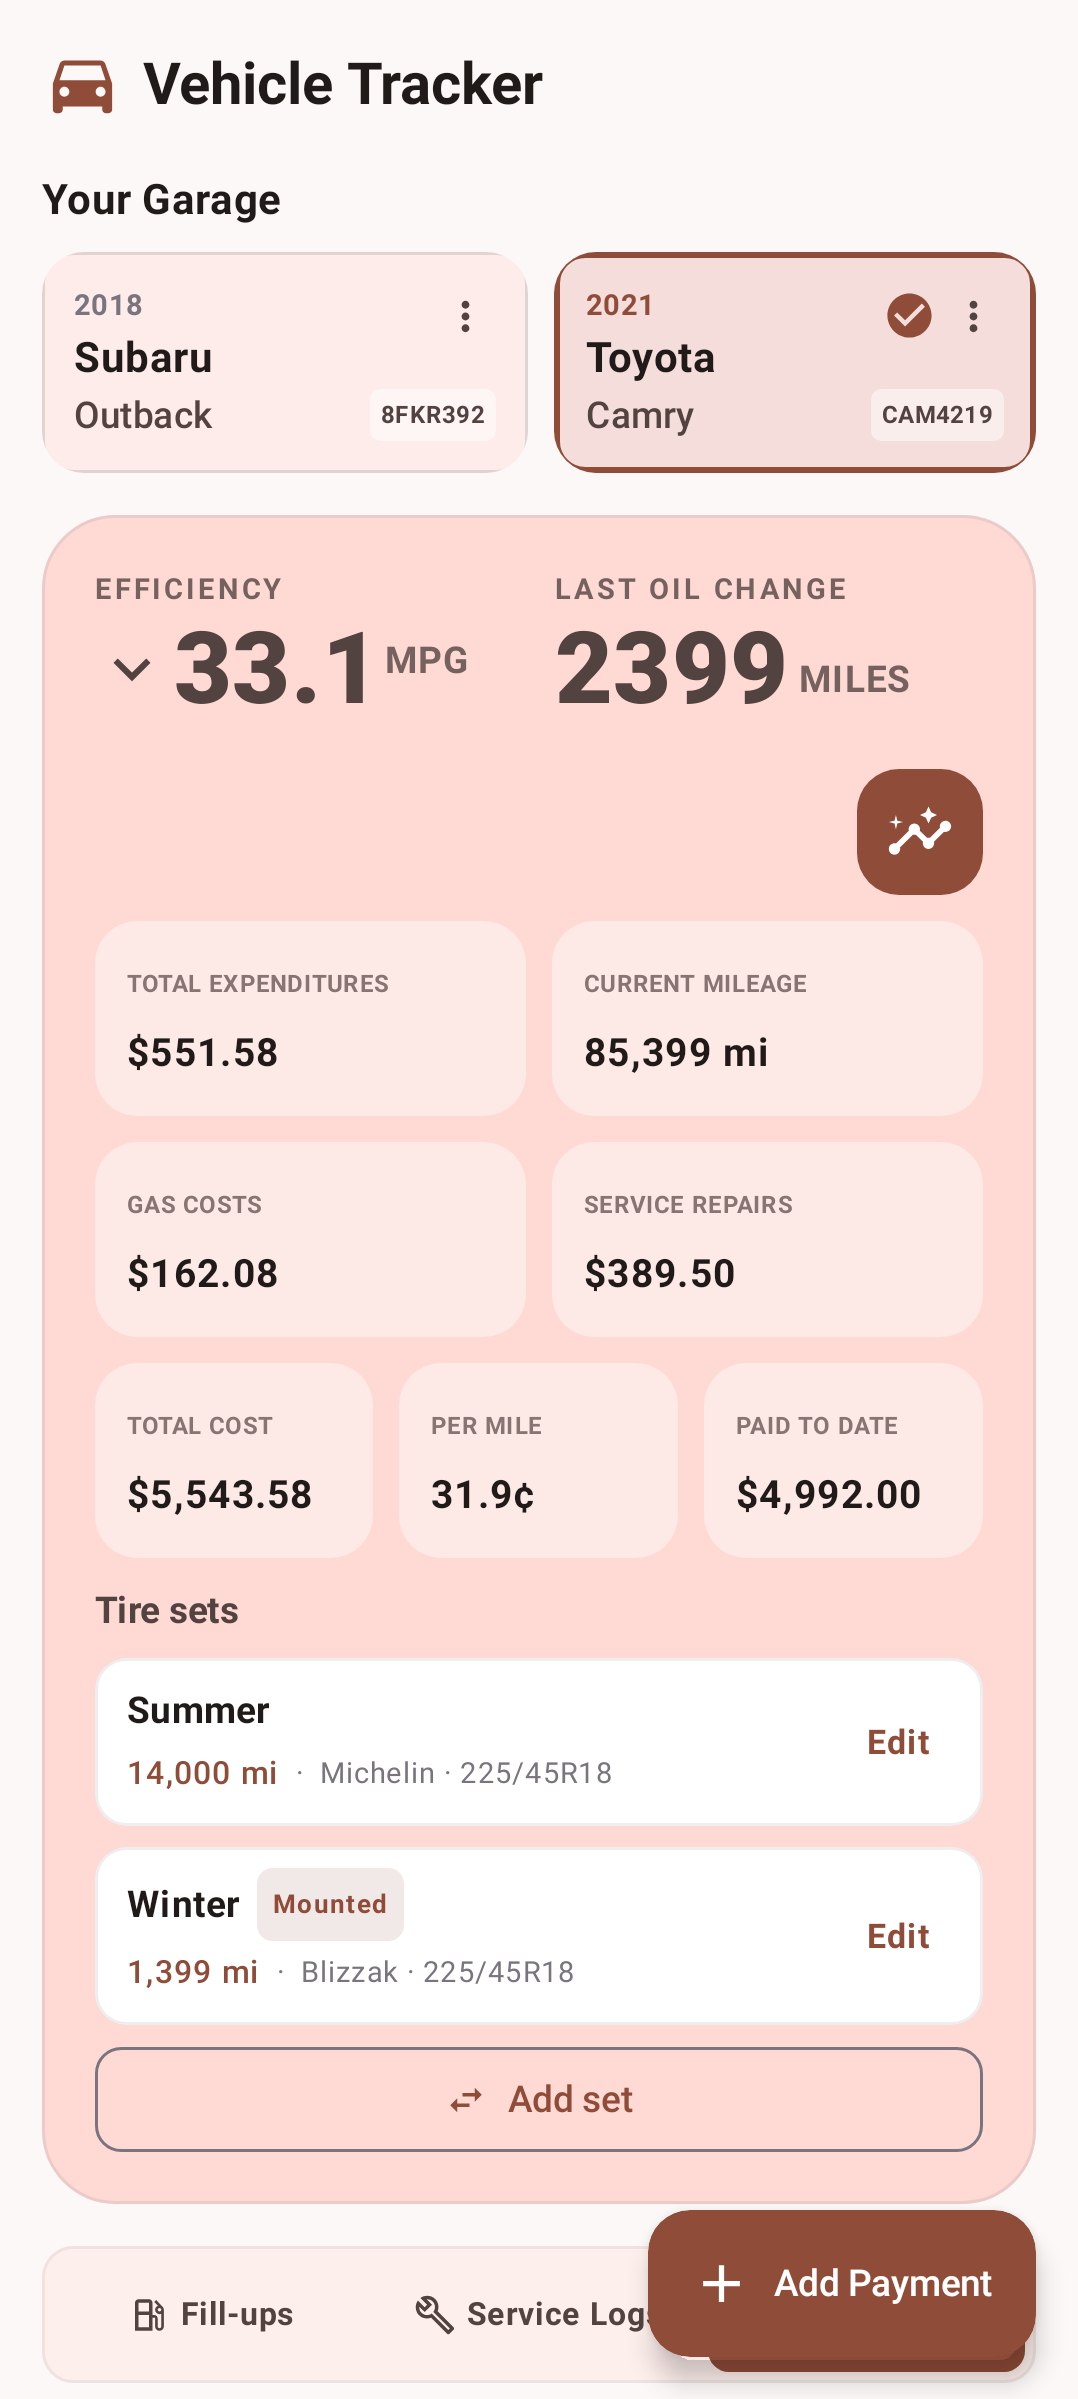 Vehicle Tracker
Your Garage
2018
Subaru
Outback
8FKR392
2021
Toyota
Camry
CAM4219
EFFICIENCY
33.1 MPG
LAST OIL CHANGE
2399 MILES
TOTAL EXPENDITURES
$551.58
CURRENT MILEAGE
85,399 mi
GAS COSTS
$162.08
SERVICE REPAIRS
$389.50
TOTAL COST
$5,543.58
PER MILE
31.9¢
PAID TO DATE
$4,992.00
Tire sets
Summer
14,000 mi · Michelin · 225/45R18
Edit
Winter Mounted
1,399 mi · Blizzak · 225/45R18
Edit
Add set
Fill-ups
Service Logs
Add Payment